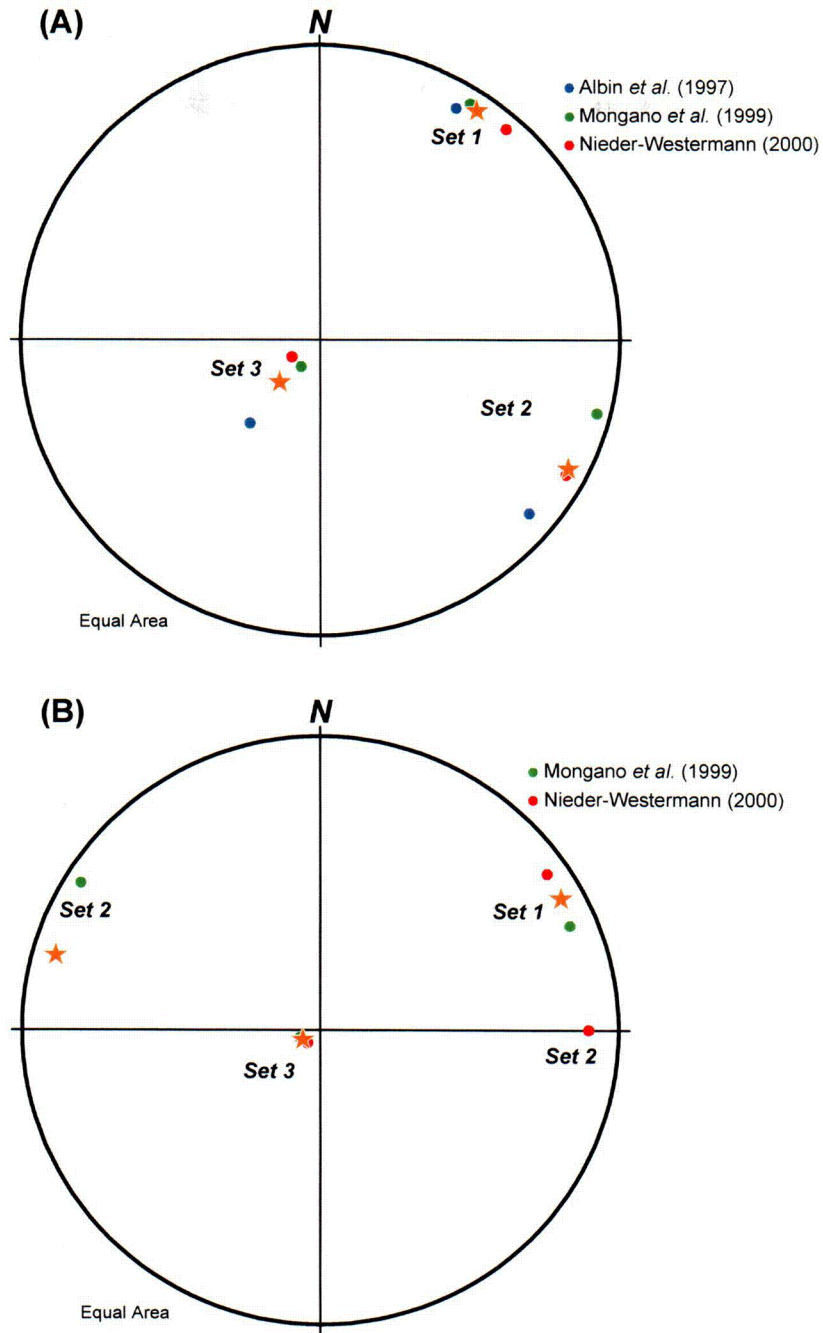 (A)
N
Albin et al. (1997)
Mongano et al. (1999)
Nieder-Westermann (2000)
Set 1
Set 3
Set 2
Equal Area
(B)
N
Mongano et al. (1999)
Nieder-Westermann (2000)
Set 2
Set 1
Set 2
Set 3
Equal Area